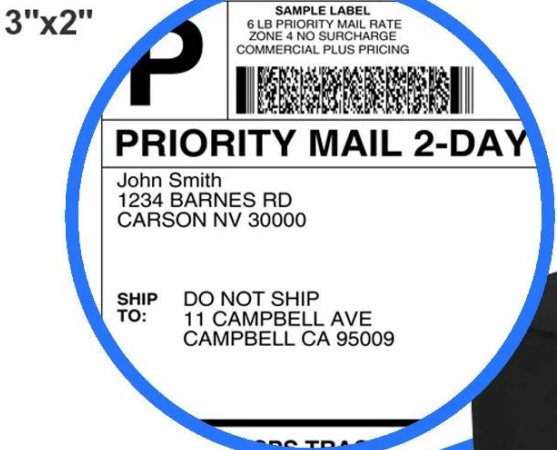 3"x2"
SAMPLE LABEL
6 LB PRIORITY MAIL RATE
ZONE 4 NO SURCHARGE
COMMERCIAL PLUS PRICING
P
PRIORITY MAIL 2-DAY
John Smith
1234 BARNES RD
CARSON NV 30000
SHIP TO:
DO NOT SHIP
11 CAMPBELL AVE
CAMPBELL CA 95009